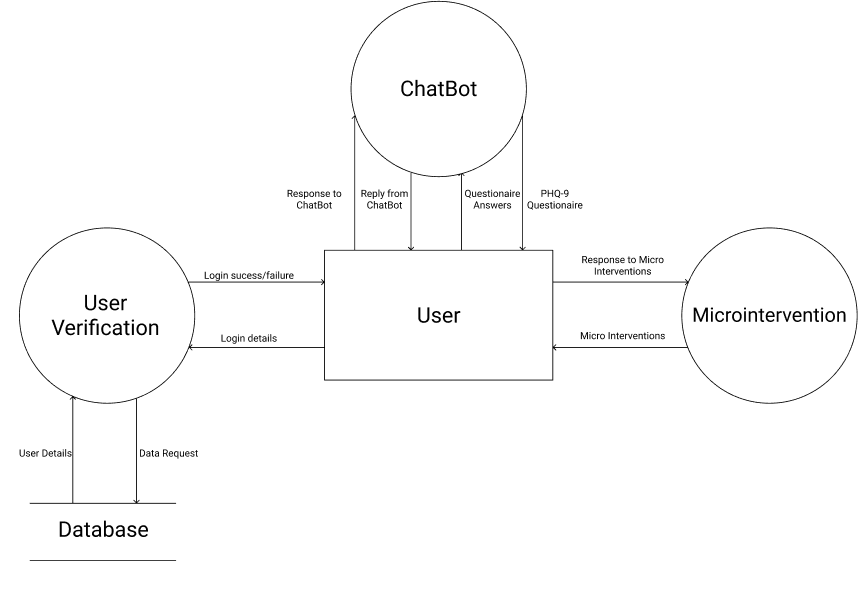 ChatBot
Response to
ChatBot
Reply from
ChatBot
Questionaire
Answers
PHQ-9
Questionaire
User
Verification
Login sucess/failure
Login details
User
Response to Micro
Interventions
Micro Interventions
Microintervention
User Details
Data Request
Database